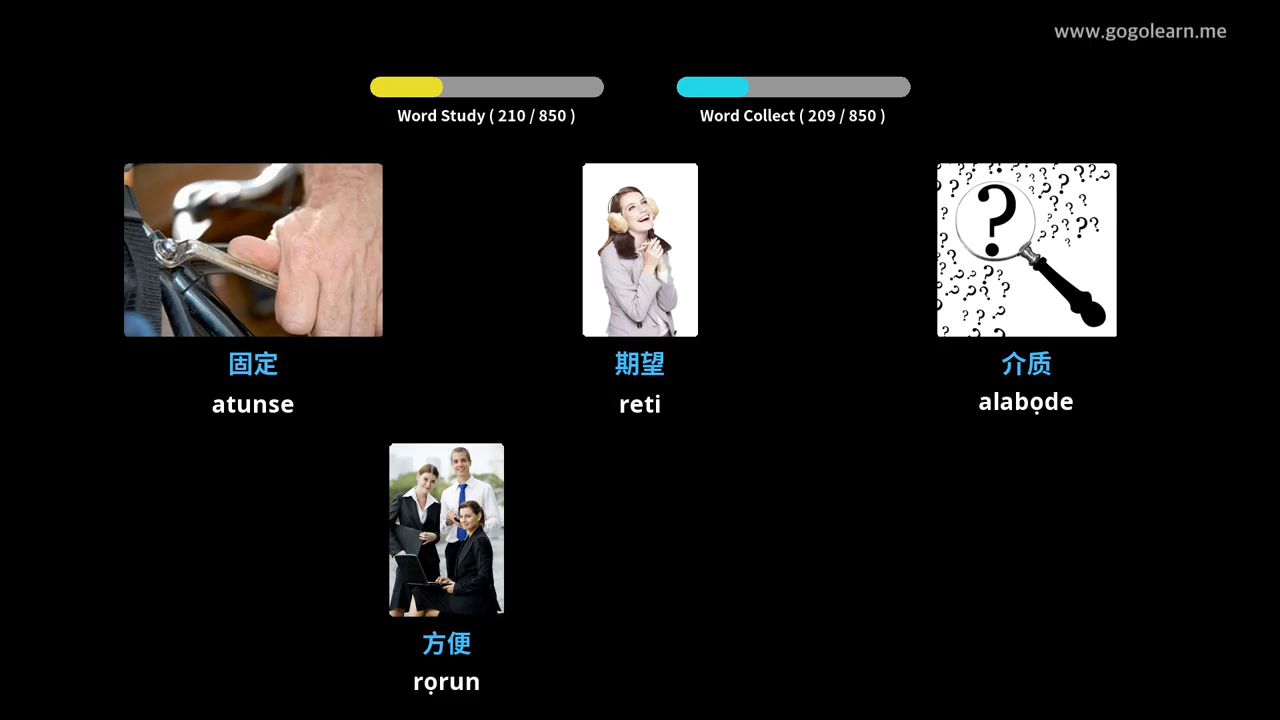 www.gogolearn.me
Word Study ( 210 / 850 )
Word Collect ( 209 / 850 )
固定
atunse
期望
reti
介质
alabọde
方便
rọrun